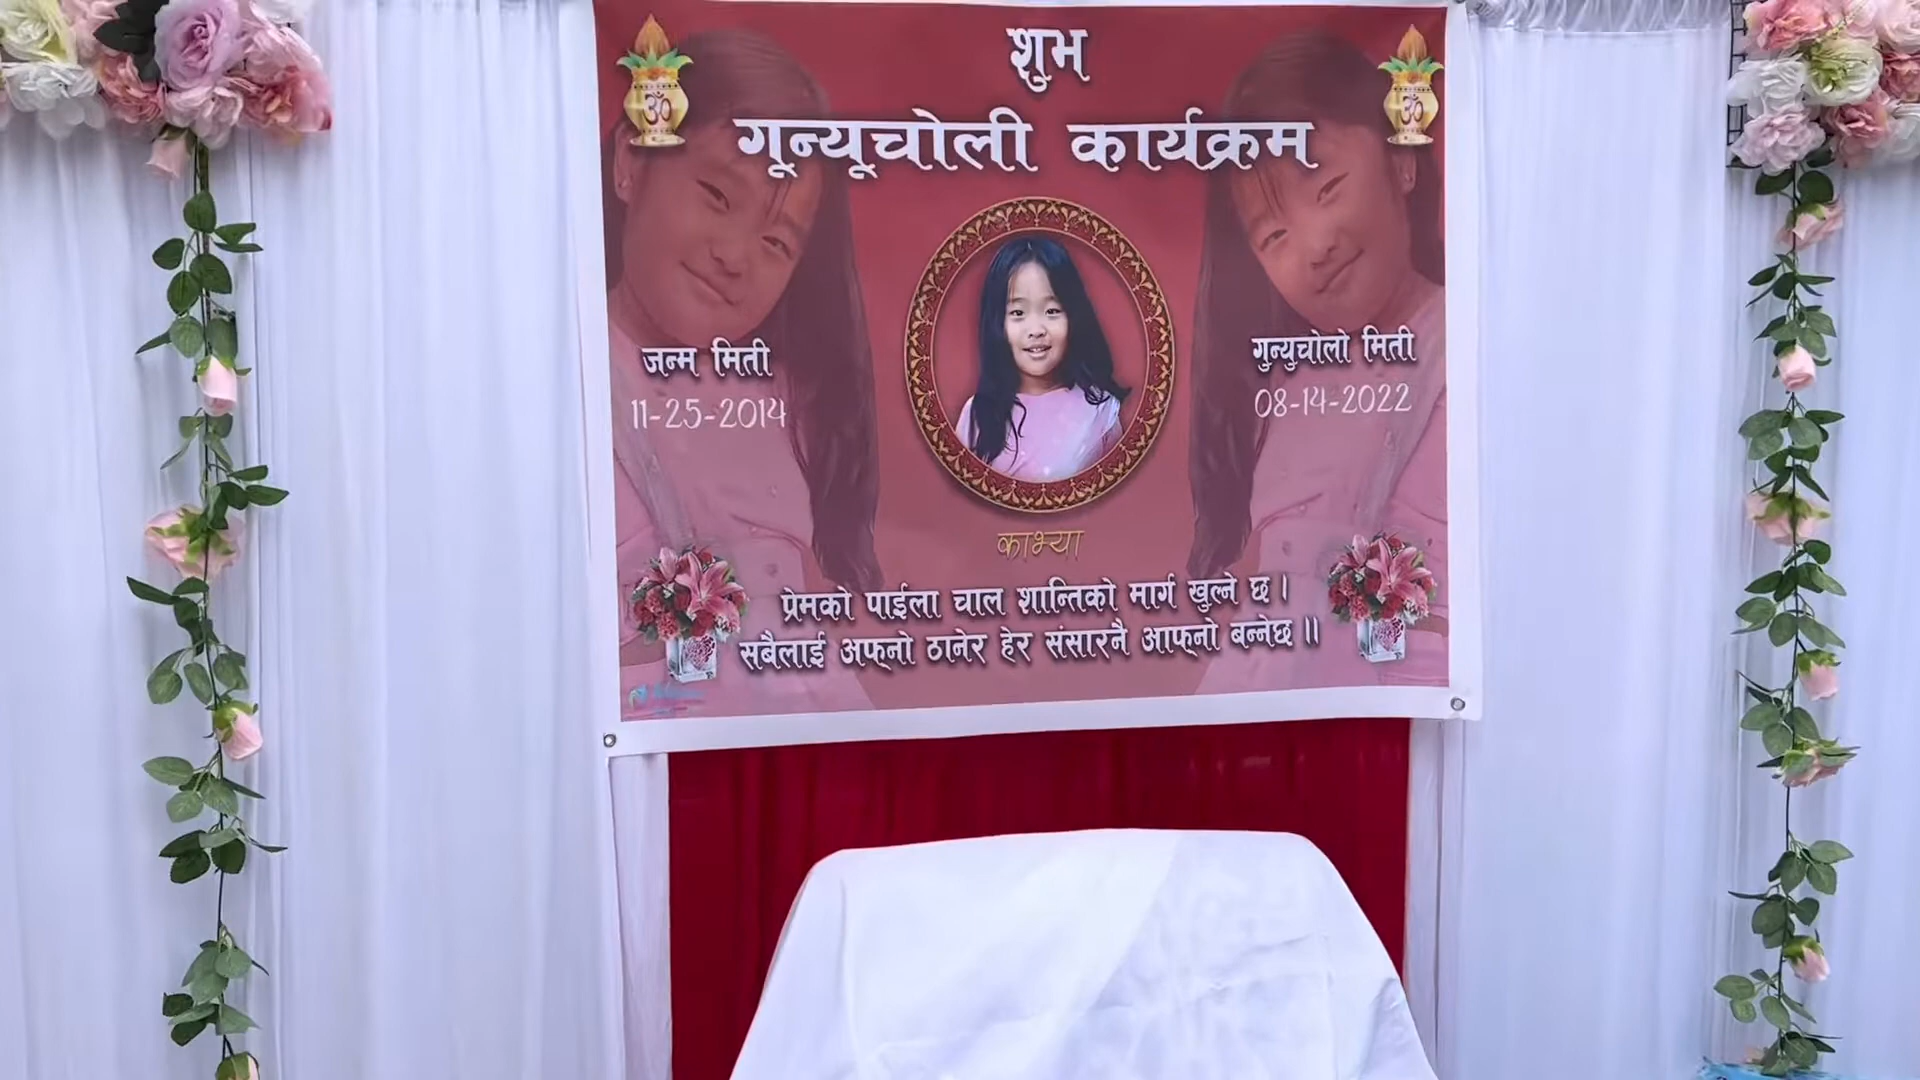 शुभ
गून्यूचोली कार्यक्रम
ॐ
ॐ
जन्म मिती
11-25-2014
गुन्युचोलो मिती
08-14-2022
काभ्या
प्रेमको पाईला चाल शान्तिको मार्ग खुल्ने छ ।
सबैलाई अफ्नो ठानेर हेर संसारनै आफ्नो बन्नेछ ।।